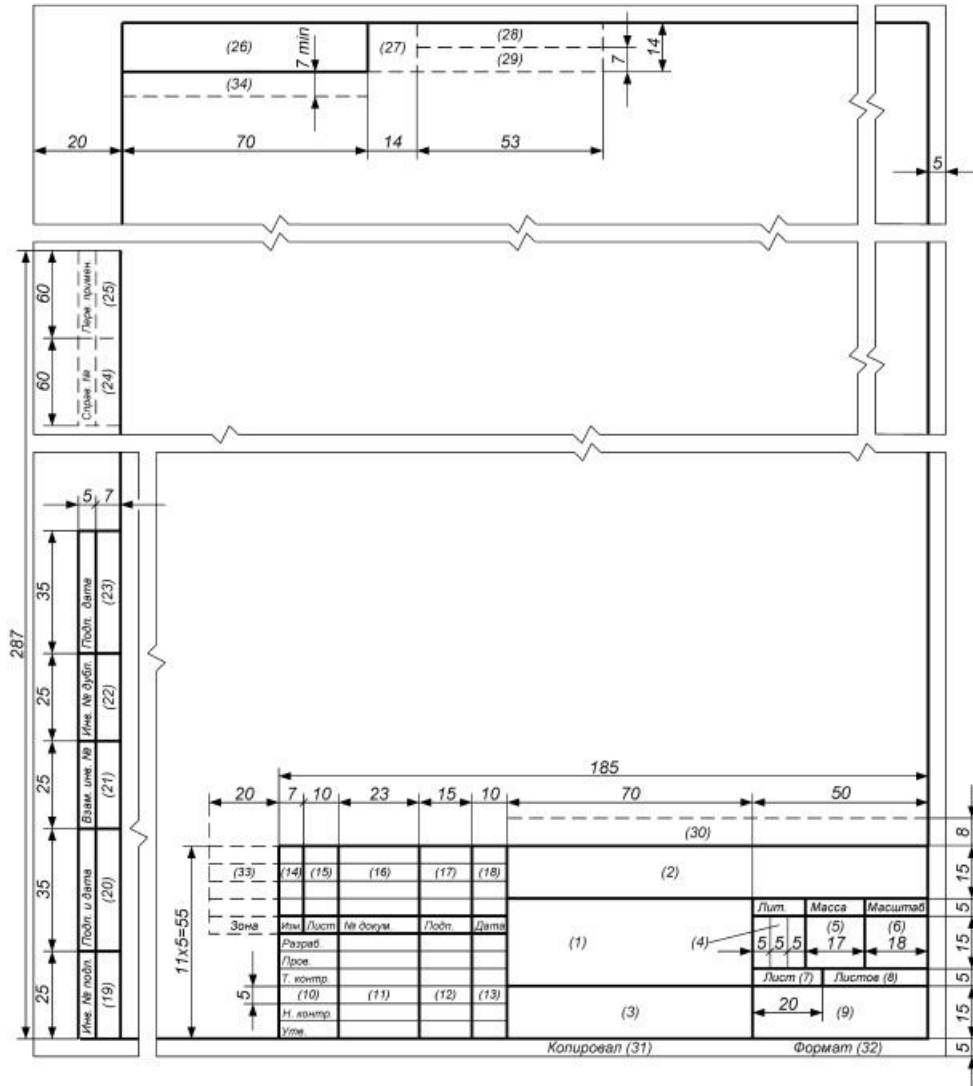 (26)
7 min
(27)
(28)
(29)
7
14
(34)
20
70
14
53
5
60
Перв. примен.
(25)
60
Справ. №
(24)
287
5
7
35
Подп. дата
(23)
25
Инв. № дубл.
(22)
25
Взам. инв. №
(21)
35
Подп. и дата
(20)
25
Инв. № подл.
(19)
185
20
7
10
23
15
10
70
50
(30)
8
11х5=55
(33)
(14)
(15)
(16)
(17)
(18)
(2)
15
Зона
Изм.
Лист
№ докум.
Подп.
Дата
Лит.
Масса
Масштаб
5
Разраб.
Пров.
Т. контр.
(1)
(4)
5
5
5
(5)
17
(6)
18
15
Лист (7)
Листов (8)
5
5
(10)
(11)
(12)
(13)
Н. контр.
Утв.
(3)
20
(9)
15
Копировал (31)
Формат (32)
5